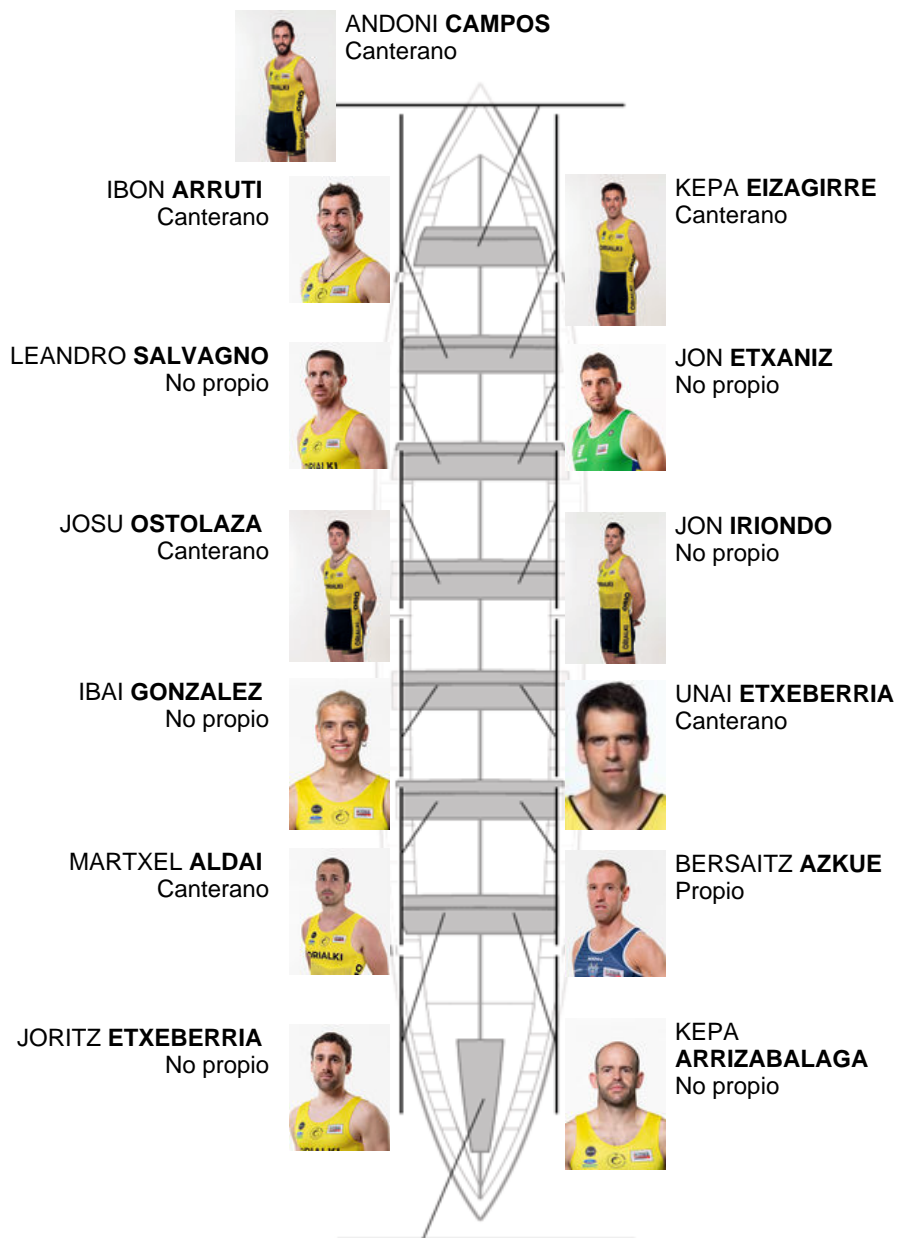 ANDONI CAMPOS
Canterano
IBON ARRUTI
Canterano
KEPA EIZAGIRRE
Canterano
LEANDRO SALVAGNO
No propio
JON ETXANIZ
No propio
JOSU OSTOLAZA
Canterano
JON IRIONDO
No propio
IBAI GONZALEZ
No propio
UNAI ETXEBERRIA
Canterano
MARTXEL ALDAI
Canterano
BERSAITZ AZKUE
Propio
JORITZ ETXEBERRIA
No propio
KEPA
ARRIZABALAGA
No propio